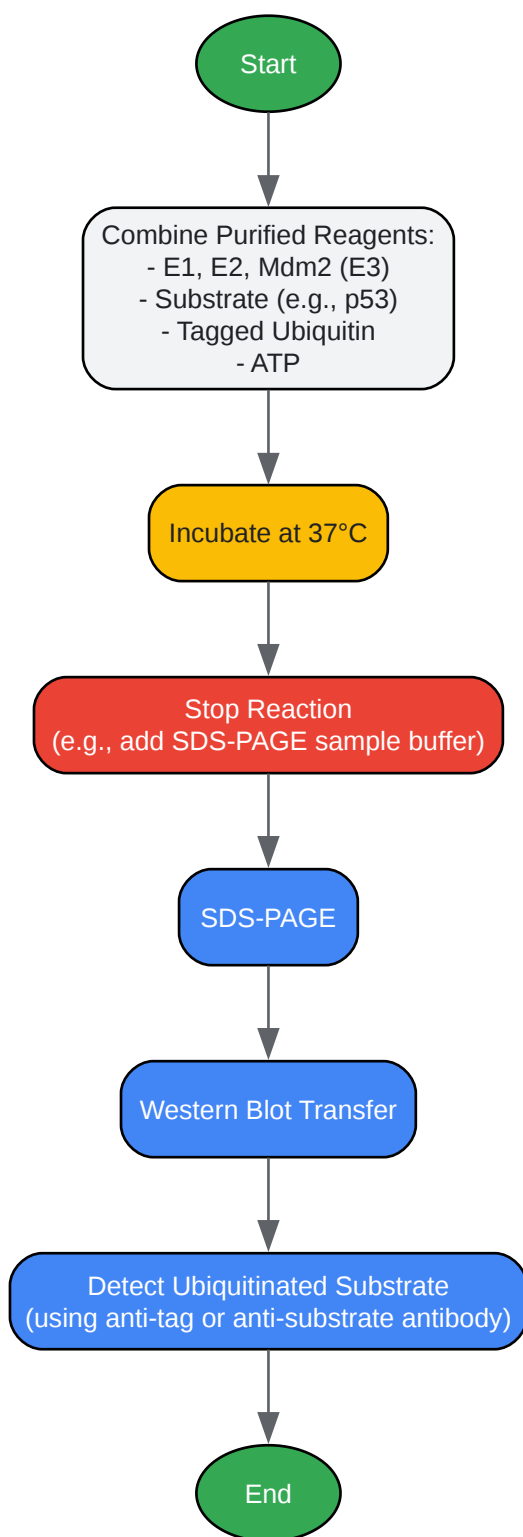 Start
Combine Purified Reagents:
- E1, E2, Mdm2 (E3)
- Substrate (e.g., p53)
- Tagged Ubiquitin
- ATP
Incubate at 37°C
Stop Reaction
(e.g., add SDS-PAGE sample buffer)
SDS-PAGE
Western Blot Transfer
Detect Ubiquitinated Substrate
(using anti-tag or anti-substrate antibody)
End